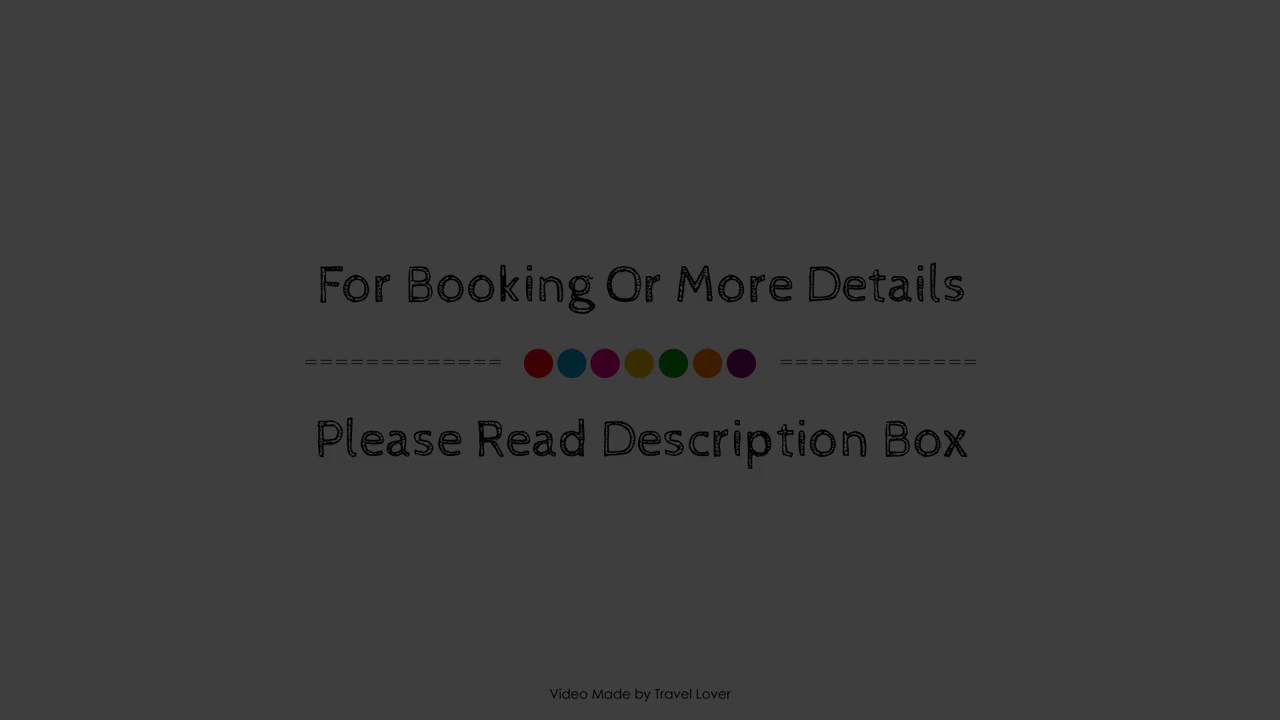 For Booking Or More Details
============= =============
Please Read Description Box
Video Made by Travel Lover